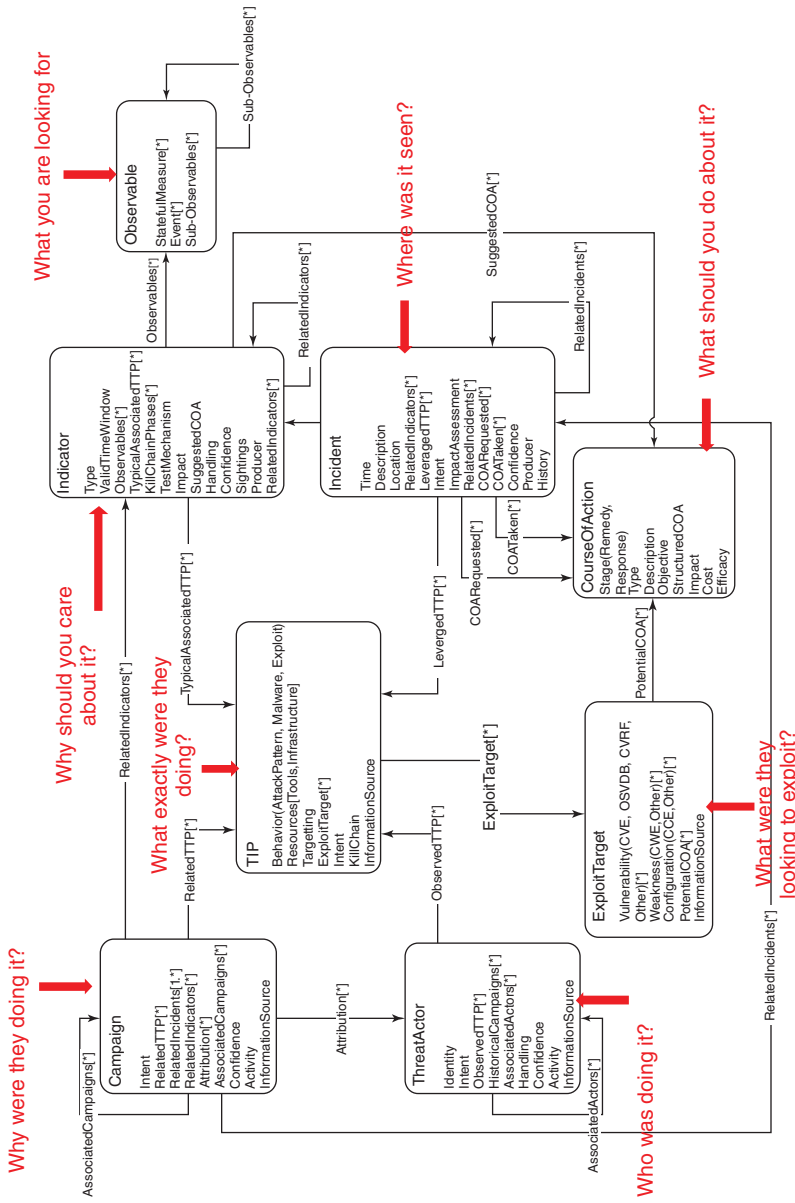 Why were they doing it?
AssociatedCampaigns[*]
Campaign
Intent
RelatedTTP[*]
RelatedIncidents[1.*]
RelatedIndicators[*]
Attribution[*]
AssociatedCampaigns[*]
Confidence
Activity
InformationSource
RelatedIndicators[*]
RelatedTTP[*]
Why should you care
about it?
Indicator
Type
ValidTimeWindow
Observables[*]
TypicalAssociatedTTP[*]
KillChainPhases[*]
TestMechanism
Impact
SuggestedCOA
Handling
Confidence
Sightings
Producer
RelatedIndicators[*]
Observables[*]
What you are looking for
Observable
StatefulMeasure[*]
Event[*]
Sub-Observables[*]
Sub-Observables[*]
What exactly were they
doing?
TypicalAssociatedTTP[*]
RelatedIndicators[*]
TIP
Behavior(AttackPattern, Malware, Exploit)
Resources[Tools,Infrastructure]
Targetting
ExploitTarget[*]
Intent
KillChain
InformationSource
Attribution[*]
Where was it seen?
Incident
Time
Description
Location
RelatedIndicators[*]
LeveragedTTP[*]
Intent
ImpactAssessment
RelatedIncidents[*]
COARequested[*]
COATaken[*]
Confidence
Producer
History
SuggestedCOA[*]
ThreatActor
Identity
Intent
ObservedTTP[*]
HistoricalCampaigns[*]
AssociatedActors[*]
Handling
Confidence
Activity
InformationSource
ObservedTTP[*]
LevergedTTP[*]
COARequested[*]
COATaken[*]
RelatedIncidents[*]
ExploitTarget[*]
AssociatedActors[*]
Who was doing it?
ExploitTarget
Vulnerability(CVE, OSVDB, CVRF,
Other)[*]
Weakness(CWE,Other)[*]
Configuration(CCE,Other)[*]
PotentialCOA[*]
InformationSource
PotentialCOA[*]
CourseOfAction
Stage(Remedy,
Response)
Type
Description
Objective
StructuredCOA
Impact
Cost
Efficacy
What should you do about it?
What were they
looking to exploit?
RelatedIncidents[*]